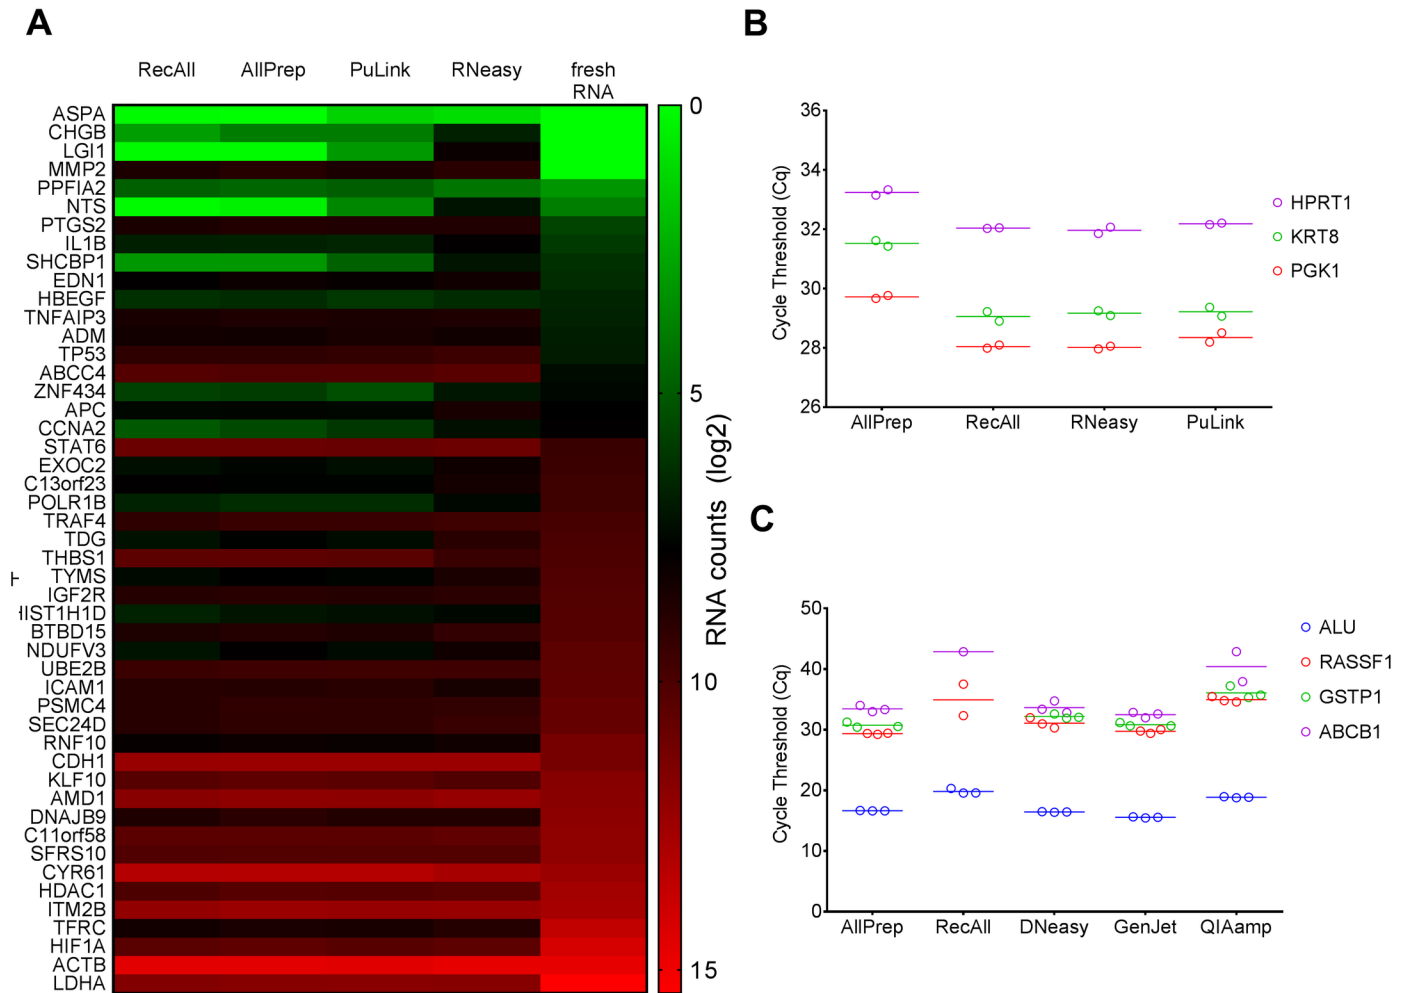 A
RecAll AllPrep PuLink RNeasy fresh
RNA
ASPA
CHGB
LGI1
MMP2
PPFIA2
NTS
PTGS2
IL1B
SHCBP1
EDN1
HBEGF
TNFAIP3
ADM
TP53
ABCC4
ZNF434
APC
CCNA2
STAT6
EXOC2
C13orf23
POLR1B
TRAF4
TDG
THBS1
TYMS
IGF2R
HIST1H1D
BTBD15
NDUFV3
UBE2B
ICAM1
PSMC4
SEC24D
RNF10
CDH1
KLF10
AMD1
DNAJB9
C11orf58
SFRS10
CYR61
HDAC1
ITM2B
TFRC
HIF1A
ACTB
LDHA
0
5
10
15
RNA counts (log2)
B
36
34
32
30
28
26
Cycle Threshold (Cq)
AllPrep RecAll RNeasy PuLink
HPRT1
KRT8
PGK1
C
50
40
30
20
10
0
Cycle Threshold (Cq)
AllPrep RecAll DNeasy GenJet QIAamp
ALU
RASSF1
GSTP1
ABCB1